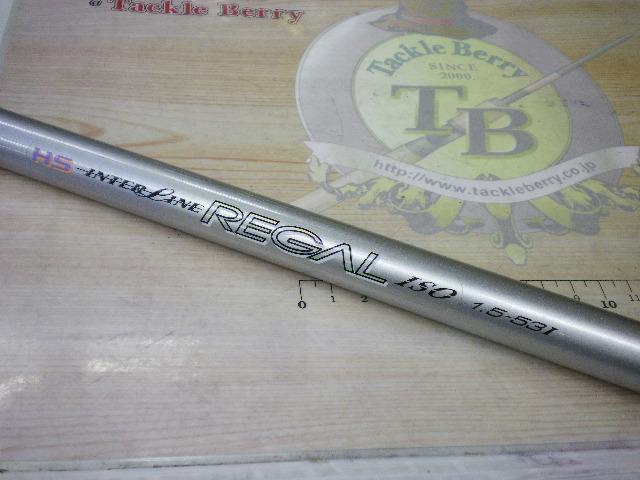 @ Tackle Berry
Tackle Berry
SINCE
2000.
TB
http://www.tackleberry.co.jp
HS-INTERLINE REGAL ISO 1.5-53I
0 1 2 9 10 11